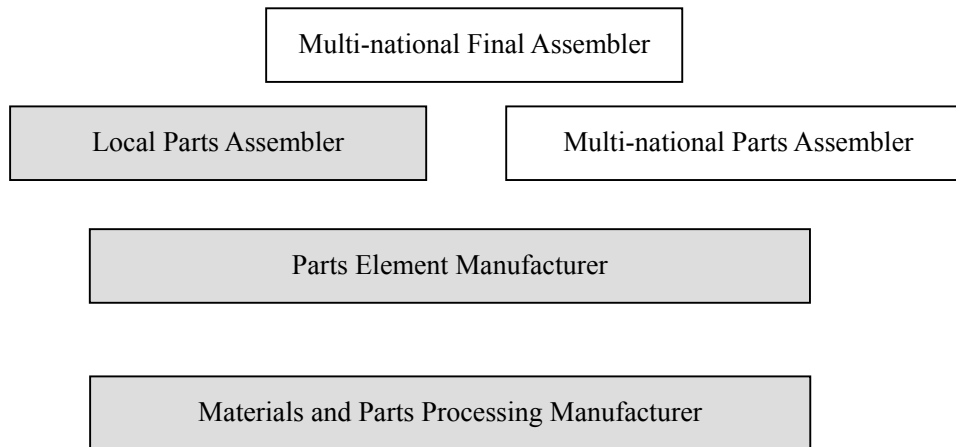 Multi-national Final Assembler
Local Parts Assembler
Multi-national Parts Assembler
Parts Element Manufacturer
Materials and Parts Processing Manufacturer